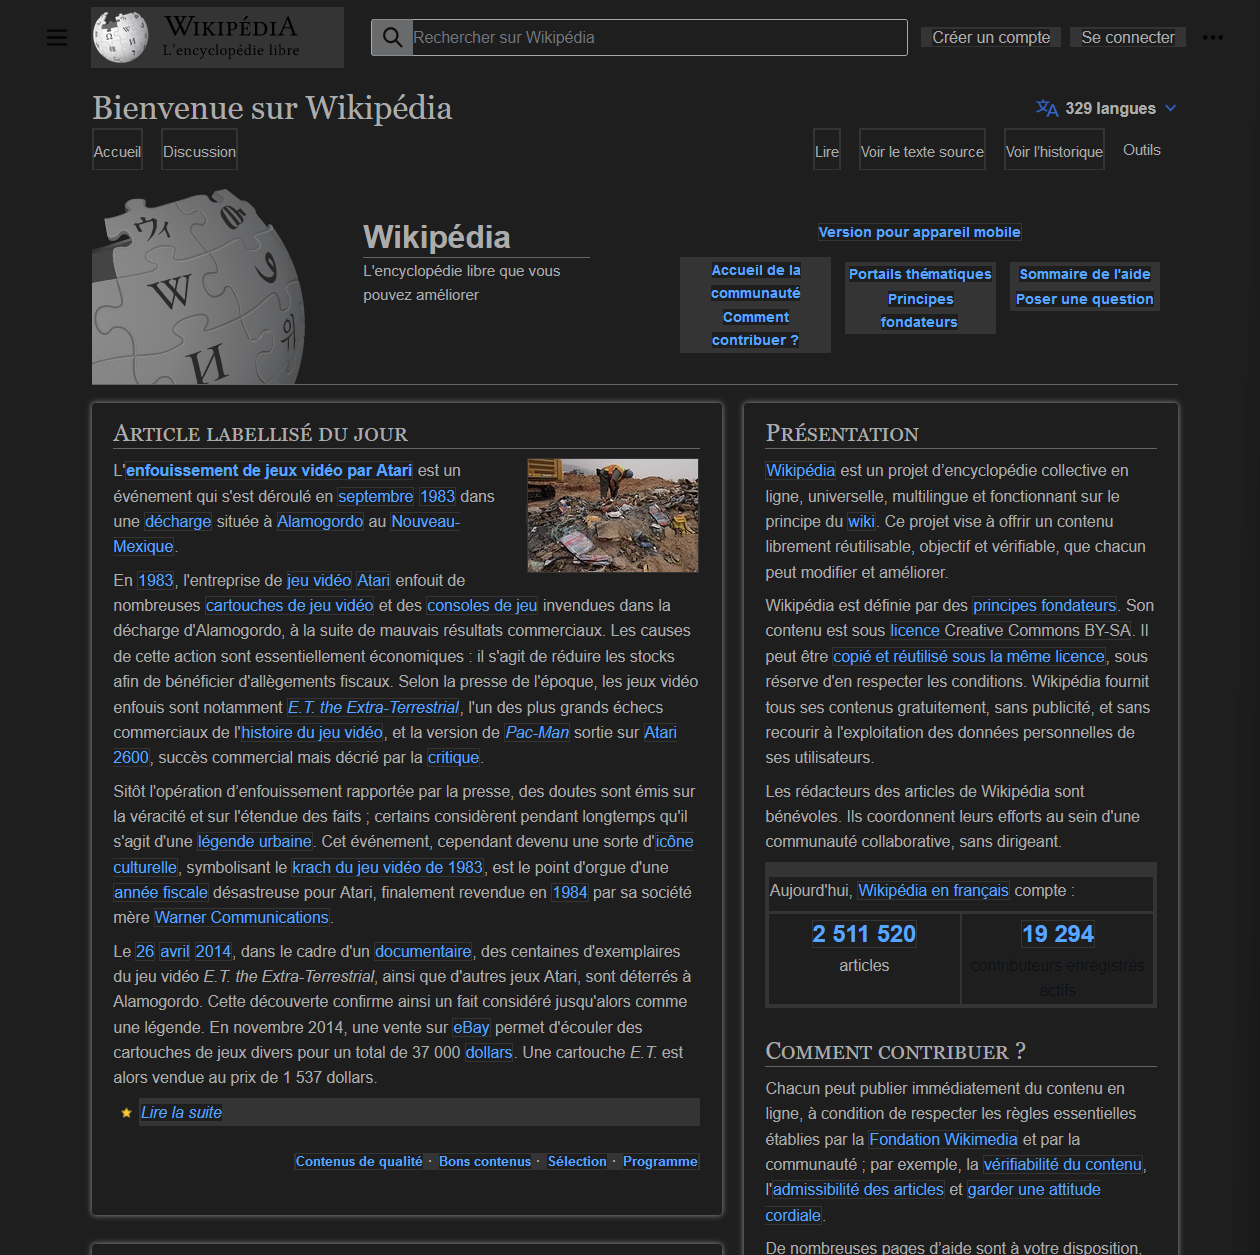 WIKIPÉDIA
L'encyclopédie libre
Rechercher sur Wikipédia
Créer un compte
Se connecter
Bienvenue sur Wikipédia
329 langues
Accueil
Discussion
Lire
Voir le texte source
Voir l'historique
Outils
Wikipédia
L'encyclopédie libre que vous
pouvez améliorer
Version pour appareil mobile
Accueil de la
communauté
Comment
contribuer ?
Portails thématiques
Principes
fondateurs
Sommaire de l'aide
Poser une question
ARTICLE LABELLISÉ DU JOUR
L'enfouissement de jeux vidéo par Atari est un
événement qui s'est déroulé en septembre 1983 dans
une décharge située à Alamogordo au Nouveau-
Mexique.
En 1983, l'entreprise de jeu vidéo Atari enfouit de
nombreuses cartouches de jeu vidéo et des consoles de jeu invendues dans la
décharge d'Alamogordo, à la suite de mauvais résultats commerciaux. Les causes
de cette action sont essentiellement économiques : il s'agit de réduire les stocks
afin de bénéficier d'allègements fiscaux. Selon la presse de l'époque, les jeux vidéo
enfouis sont notamment E.T. the Extra-Terrestrial, l'un des plus grands échecs
commerciaux de l'histoire du jeu vidéo, et la version de Pac-Man sortie sur Atari
2600, succès commercial mais décrié par la critique.
Sitôt l'opération d'enfouissement rapportée par la presse, des doutes sont émis sur
la véracité et sur l'étendue des faits ; certains considèrent pendant longtemps qu'il
s'agit d'une légende urbaine. Cet événement, cependant devenu une sorte d'icône
culturelle, symbolisant le krach du jeu vidéo de 1983, est le point d'orgue d'une
année fiscale désastreuse pour Atari, finalement revendue en 1984 par sa société
mère Warner Communications.
Le 26 avril 2014, dans le cadre d'un documentaire, des centaines d'exemplaires
du jeu vidéo E.T. the Extra-Terrestrial, ainsi que d'autres jeux Atari, sont déterrés à
Alamogordo. Cette découverte confirme ainsi un fait considéré jusqu'alors comme
une légende. En novembre 2014, une vente sur eBay permet d'écouler des
cartouches de jeux divers pour un total de 37 000 dollars. Une cartouche E.T. est
alors vendue au prix de 1 537 dollars.
Lire la suite
Contenus de qualité · Bons contenus · Sélection · Programme
PRÉSENTATION
Wikipédia est un projet d’encyclopédie collective en
ligne, universelle, multilingue et fonctionnant sur le
principe du wiki. Ce projet vise à offrir un contenu
librement réutilisable, objectif et vérifiable, que chacun
peut modifier et améliorer.
Wikipédia est définie par des principes fondateurs. Son
contenu est sous licence Creative Commons BY-SA. Il
peut être copié et réutilisé sous la même licence, sous
réserve d'en respecter les conditions. Wikipédia fournit
tous ses contenus gratuitement, sans publicité, et sans
recourir à l'exploitation des données personnelles de
ses utilisateurs.
Les rédacteurs des articles de Wikipédia sont
bénévoles. Ils coordonnent leurs efforts au sein d'une
communauté collaborative, sans dirigeant.
Aujourd'hui, Wikipédia en français compte :
2 511 520
articles
19 294
contributeurs enregistrés
actifs
COMMENT CONTRIBUER ?
Chacun peut publier immédiatement du contenu en
ligne, à condition de respecter les règles essentielles
établies par la Fondation Wikimedia et par la
communauté ; par exemple, la vérifiabilité du contenu,
l'admissibilité des articles et garder une attitude
cordiale.
De nombreuses pages d’aide sont à votre disposition,